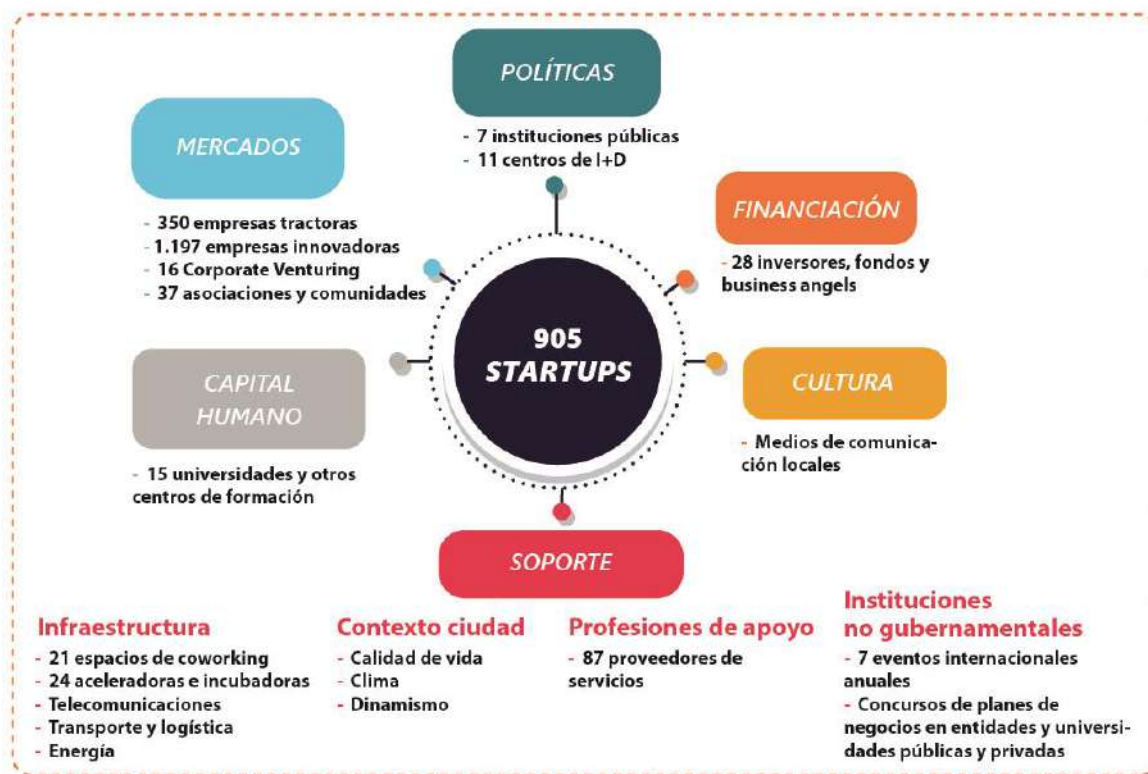 POLÍTICAS
- 7 instituciones públicas
- 11 centros de I+D
MERCADOS
- 350 empresas tractoras
- 1.197 empresas innovadoras
- 16 Corporate Venturing
- 37 asociaciones y comunidades
FINANCIACIÓN
- 28 inversores, fondos y
business angels
905
STARTUPS
CAPITAL
HUMANO
- 15 universidades y otros
centros de formación
CULTURA
- Medios de comunica-
ción locales
SOPORTE
Infraestructura
- 21 espacios de coworking
- 24 aceleradoras e incubadoras
- Telecomunicaciones
- Transporte y logística
- Energía
Contexto ciudad
- Calidad de vida
- Clima
- Dinamismo
Profesiones de apoyo
- 87 proveedores de
servicios
Instituciones
no gubernamentales
- 7 eventos internacionales
anuales
- Concursos de planes de
negocios en entidades y universi-
dades públicas y privadas